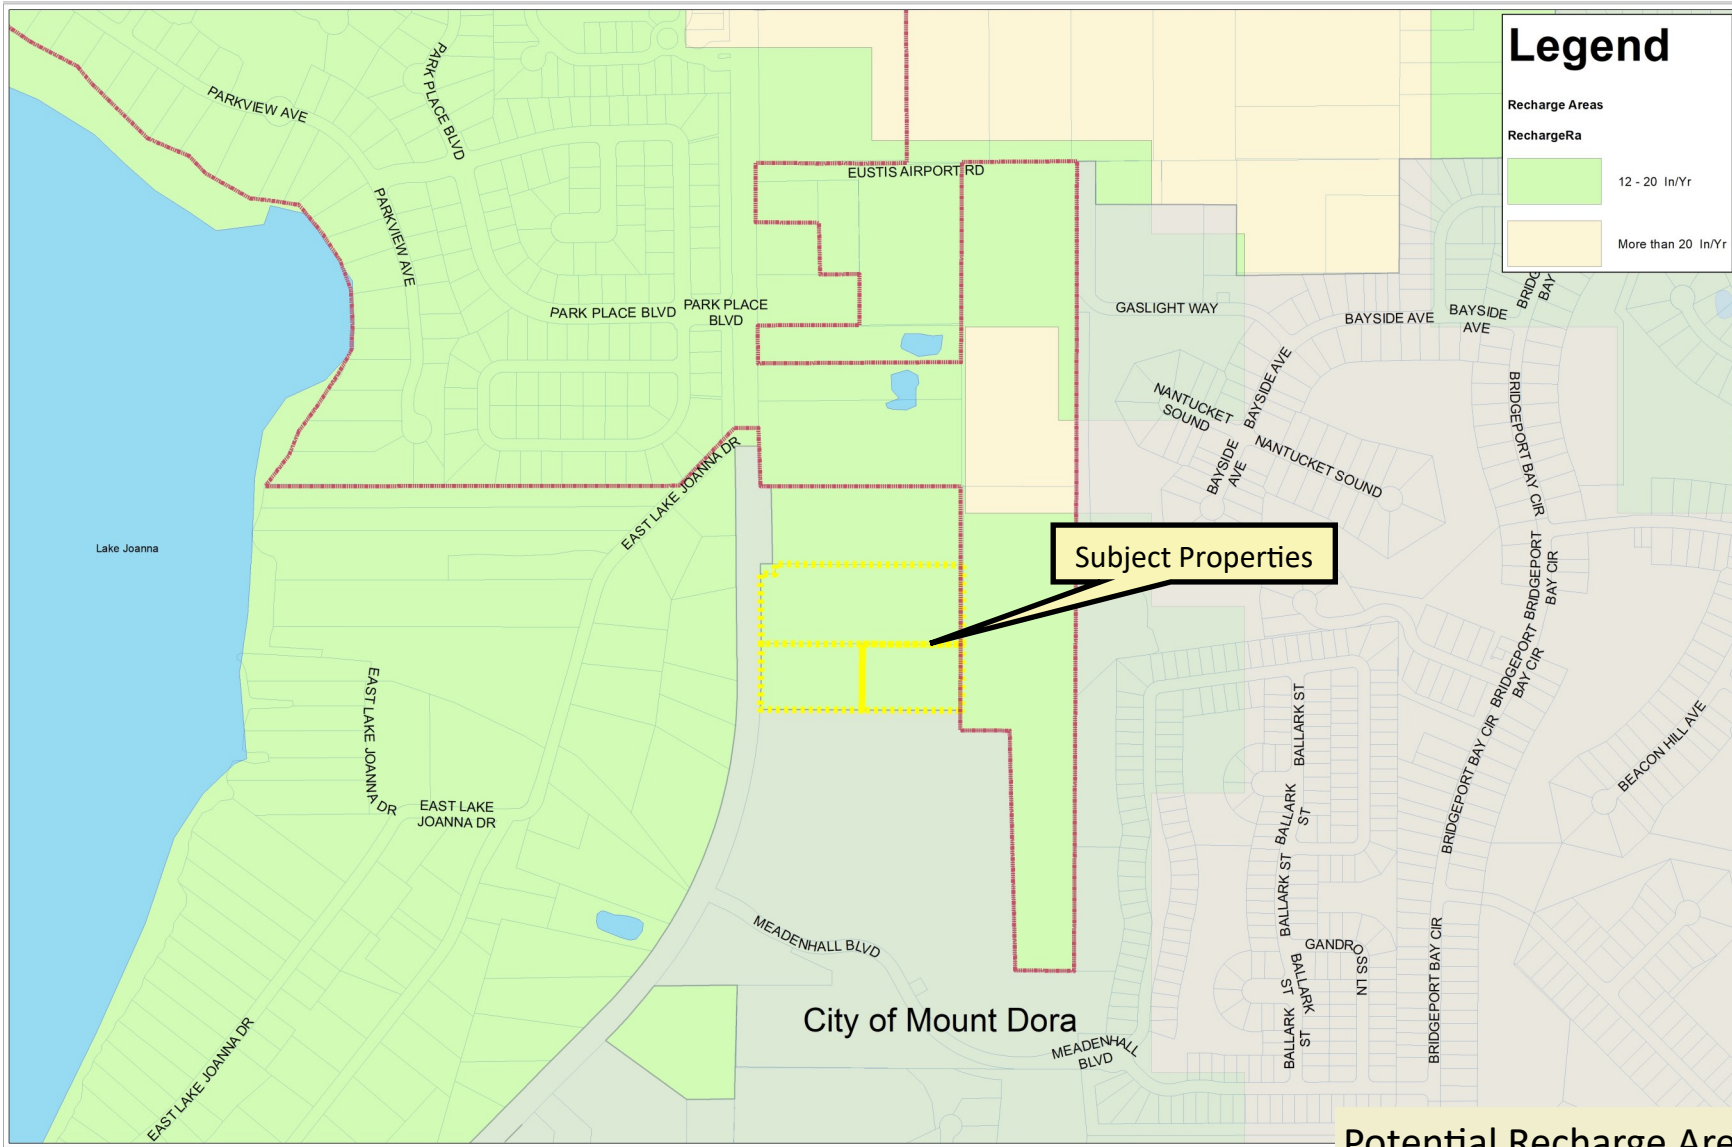 Legend
Recharge Areas
RechargeRa
12 - 20 In/Yr
More than 20 In/Yr
PARKVIEW AVE
PARK PLACE BLVD
PARKVIEW AVE
EUSTIS AIRPORT RD
PARK PLACE BLVD
PARK PLACE
BLVD
GASLIGHT WAY
BAYSIDE AVE
BAYSIDE
AVE
BRIDG
BAY
BAYSIDE AVE
NANTUCKET
SOUND
BAYSIDE
AVE
NANTUCKET SOUND
BRIDGEPORT BAY CIR
EAST LAKE JOANNA DR
Lake Joanna
Subject Properties
BRIDGEPORT
BAY CIR
BRIDGEPORT
BAY CIR
EAST LAKE JOANNA DR
EAST LAKE
JOANNA DR
BALLARK ST
BALLARK
ST
BALLARK ST
BRIDGEPORT BAY CIR
BEACON HILL AVE
MEADENHALL BLVD
GANDROSS LN
BALLARK
ST
BALLARK
ST
BRIDGEPORT BAY CIR
City of Mount Dora
MEADENHALL
BLVD
EAST LAKE JOANNA DR
Potential Recharge Are